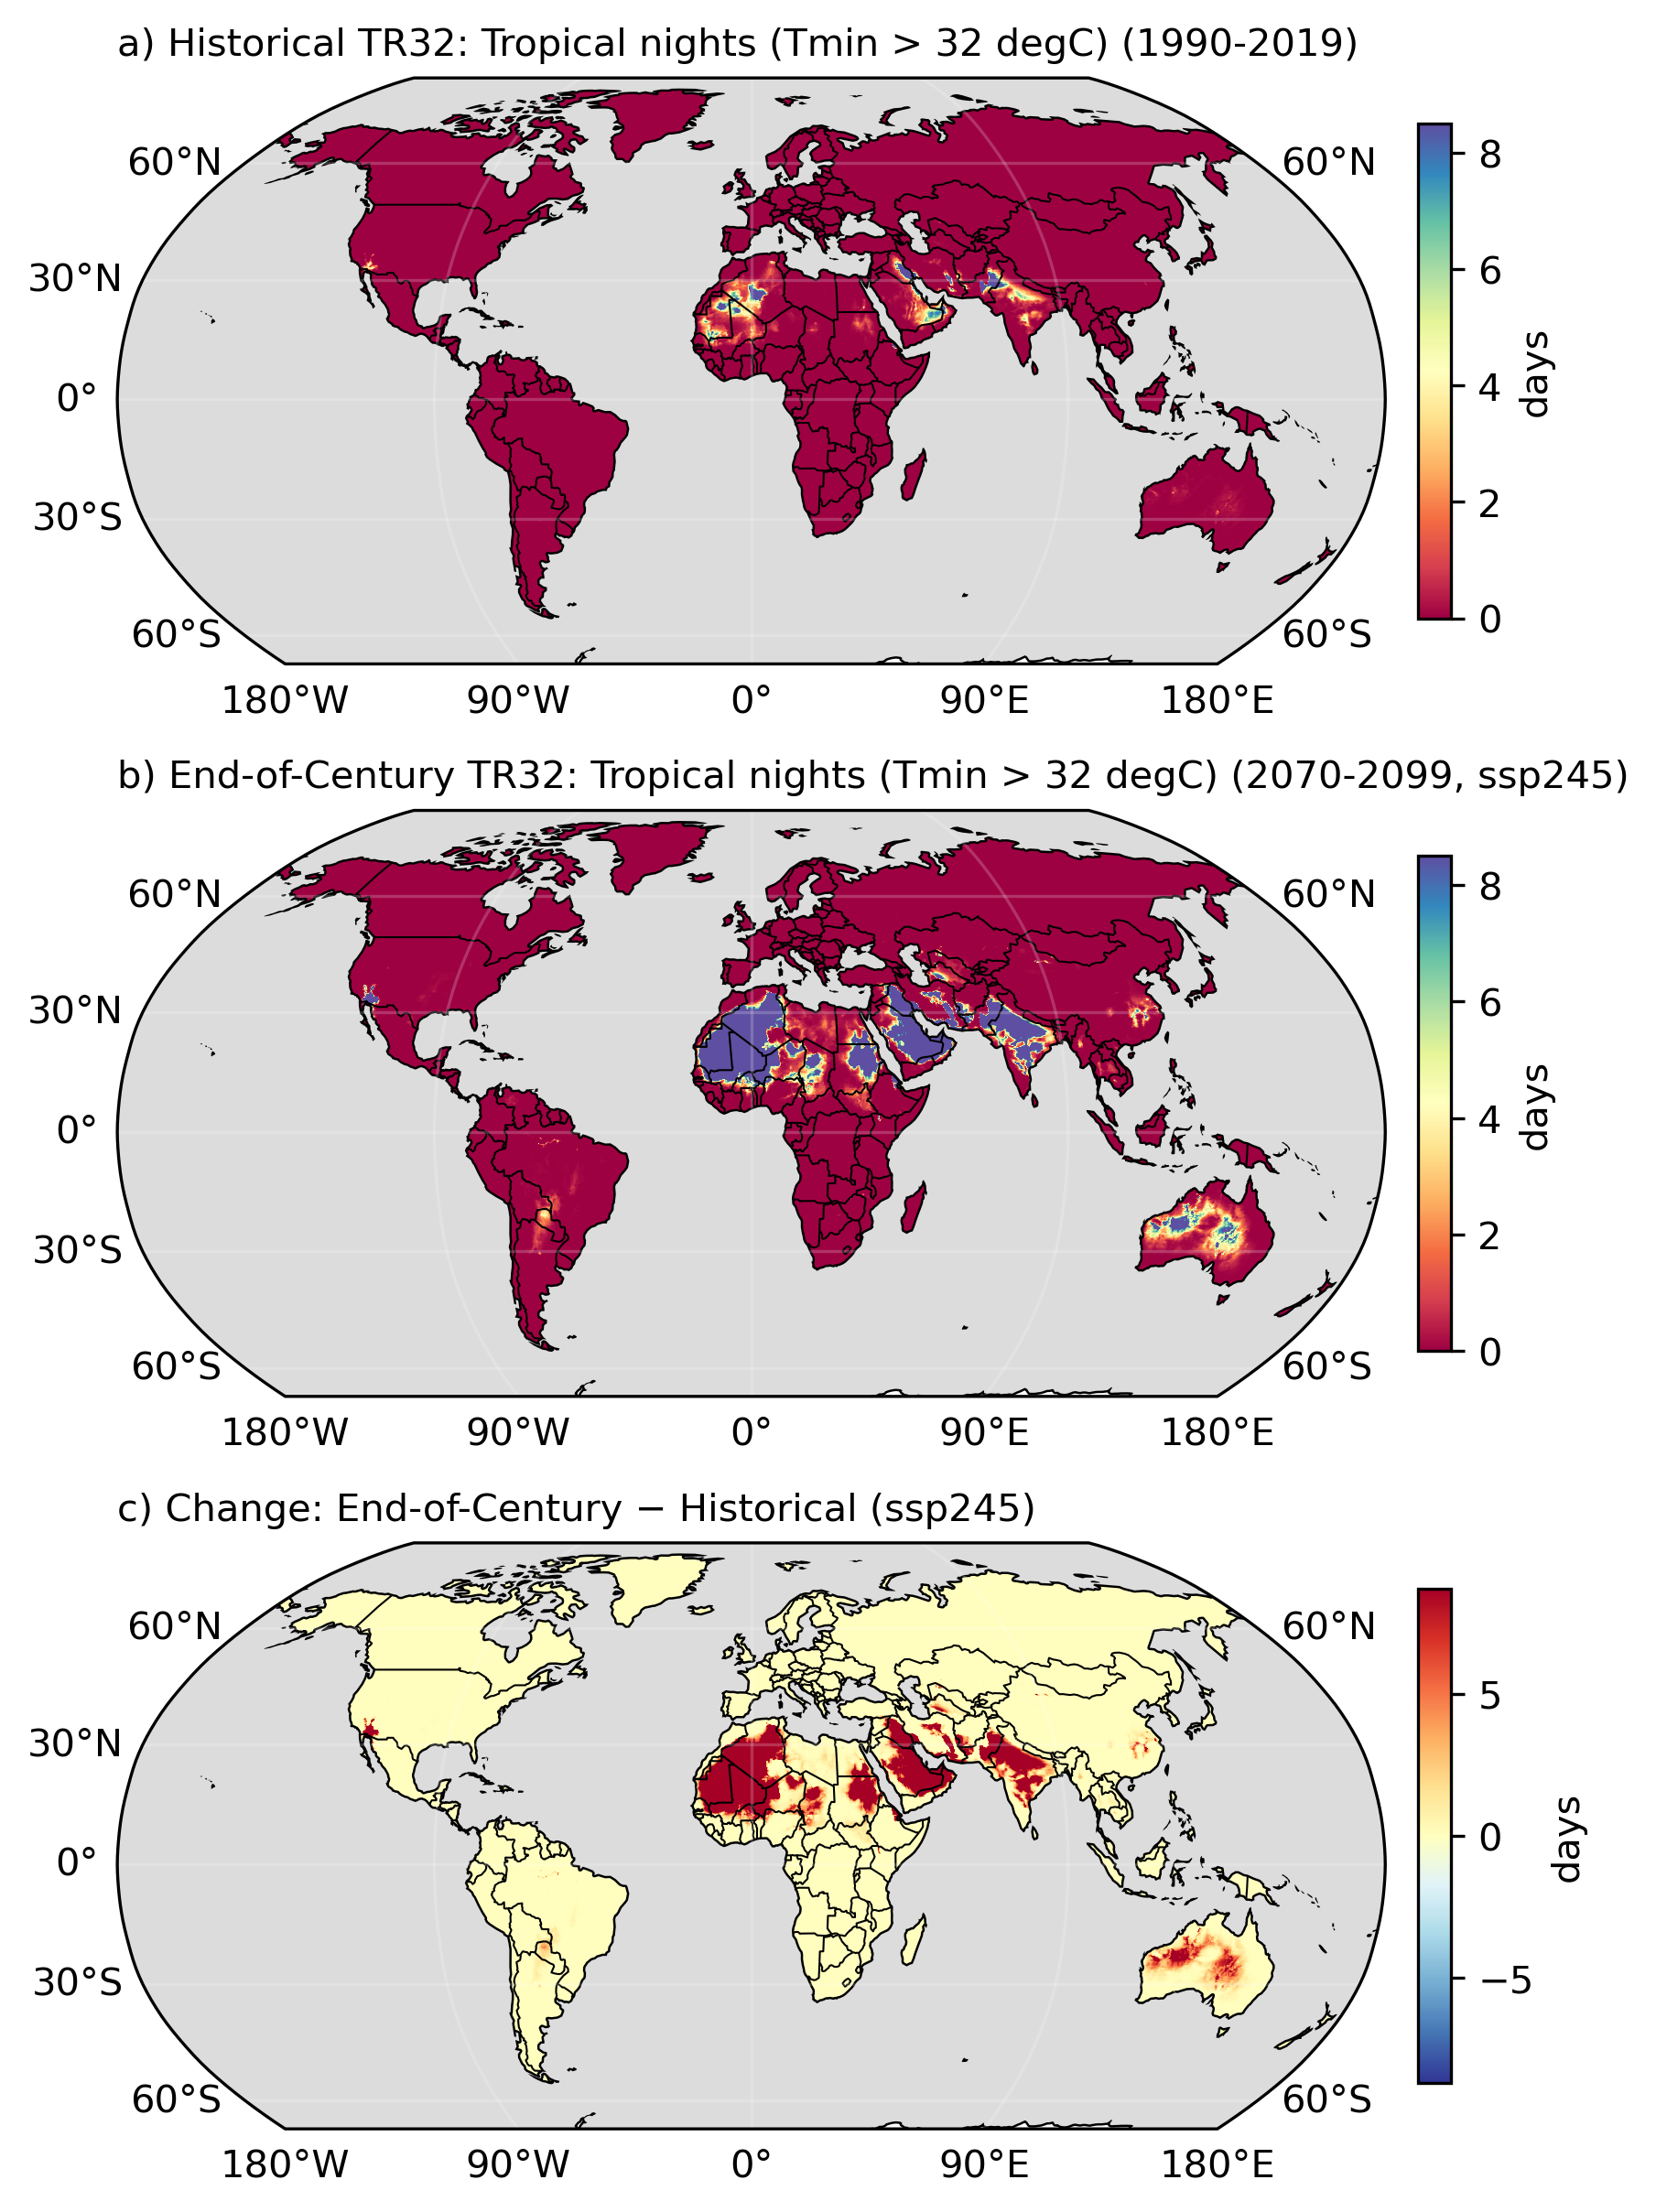 a) Historical TR32: Tropical nights (Tmin > 32 degC) (1990-2019)
60°N 60°N
30°N
0°
30°S
60°S 60°S
180°W 90°W 0° 90°E 180°E
8
6
4
2
0
days
b) End-of-Century TR32: Tropical nights (Tmin > 32 degC) (2070-2099, ssp245)
60°N 60°N
30°N
0°
30°S
60°S 60°S
180°W 90°W 0° 90°E 180°E
8
6
4
2
0
days
c) Change: End-of-Century − Historical (ssp245)
60°N 60°N
30°N
0°
30°S
60°S 60°S
180°W 90°W 0° 90°E 180°E
5
0
−5
days